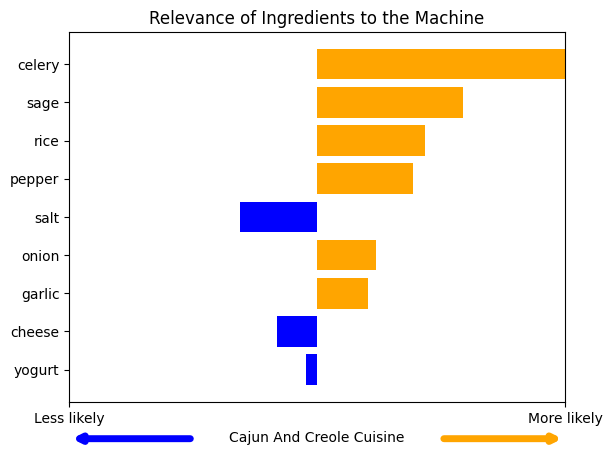 Relevance of Ingredients to the Machine
celery
sage
rice
pepper
salt
onion
garlic
cheese
yogurt
Less likely
More likely
Cajun And Creole Cuisine